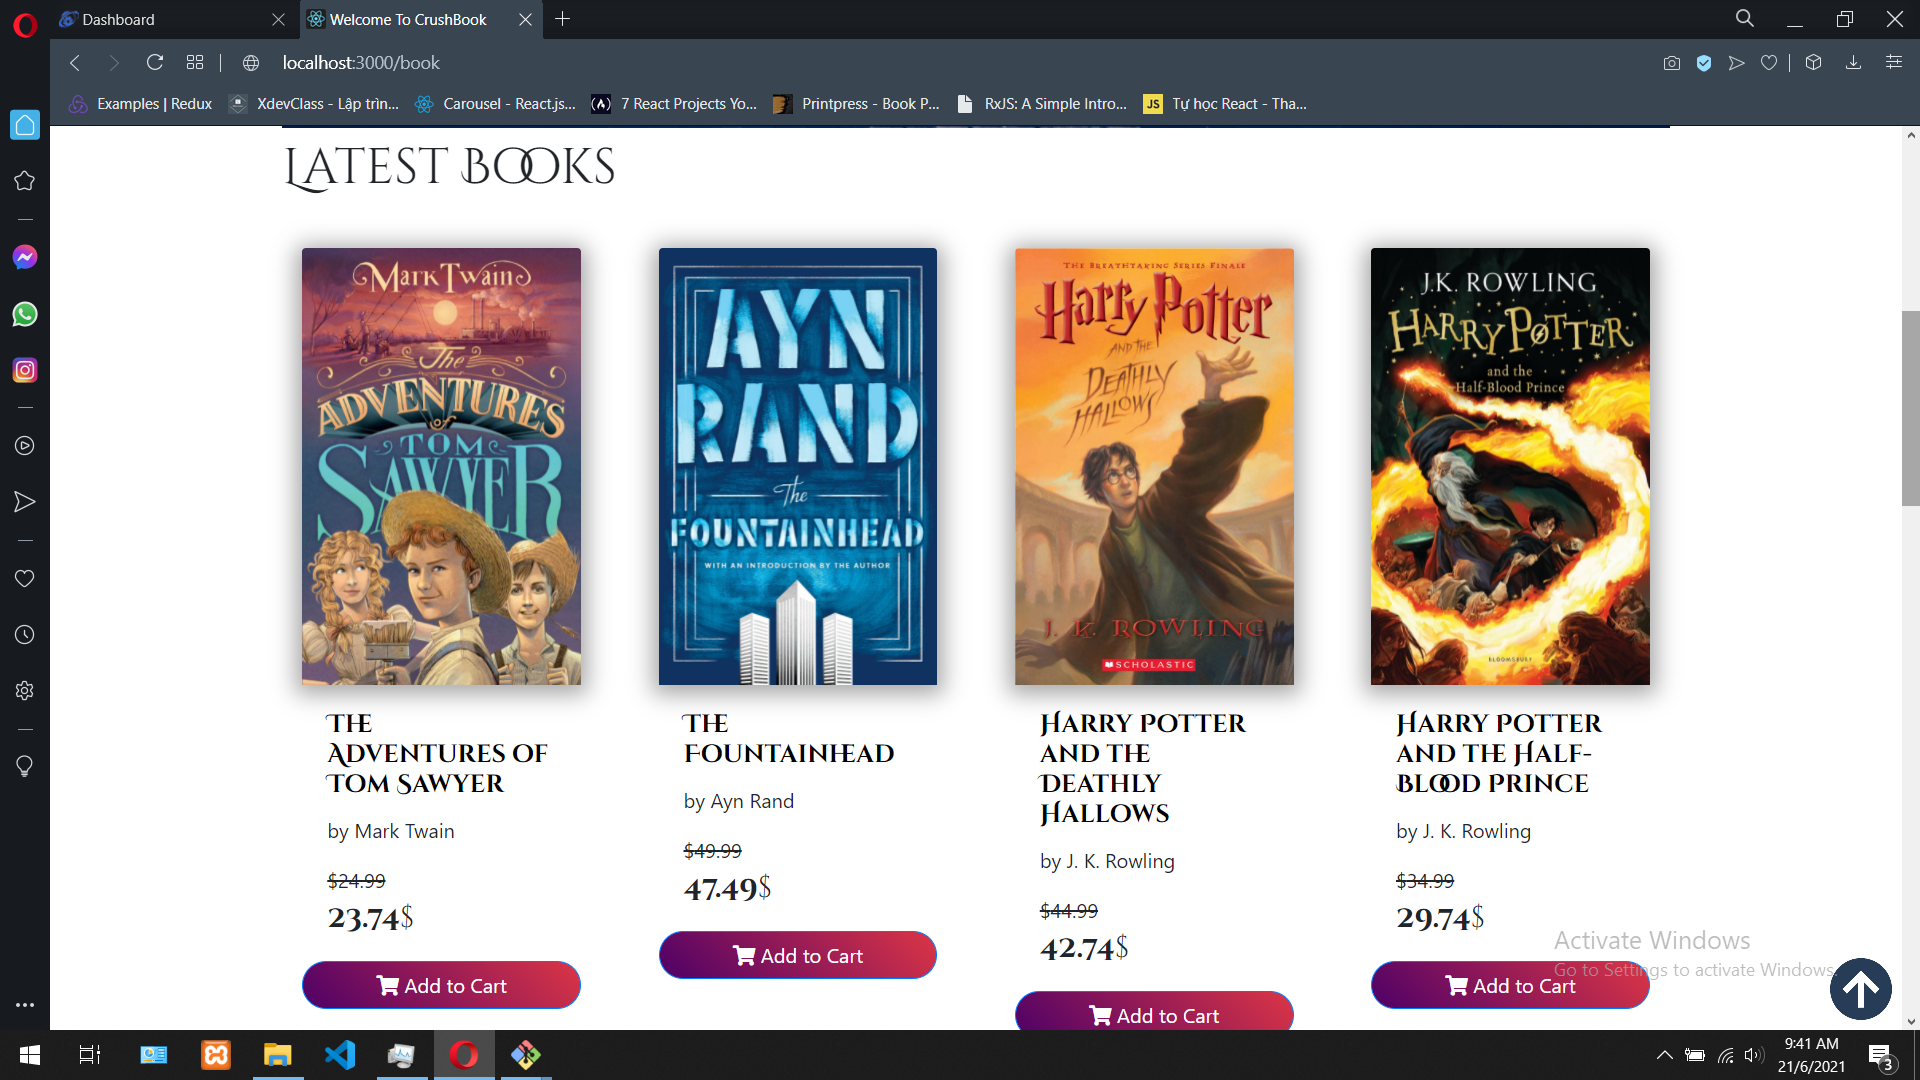 Dashboard
Welcome To CrushBook
localhost:3000/book
Examples | Redux
XdevClass - Lập trìn...
Carousel - React.js...
7 React Projects Yo...
Printpress - Book P...
RxJS: A Simple Intro...
JS
Tự học React - Tha...
LATEST BOOKS
MARK TWAIN
The
ADVENTURES
of
TOM
SAWYER
AYN
RAND
The
FOUNTAINHEAD
WITH AN INTRODUCTION BY THE AUTHOR
THE BREATHTAKING SERIES FINALE
Harry Potter
AND THE
DEATHLY
HALLOWS
J. K. ROWLING
SCHOLASTIC
J.K. ROWLING
HARRY POTTER
and the
Half-Blood Prince
BLOOMSBURY
THE
ADVENTURES OF
TOM SAWYER
by Mark Twain
$24.99
23.74$
Add to Cart
THE
FOUNTAINHEAD
by Ayn Rand
$49.99
47.49$
Add to Cart
HARRY POTTER
AND THE
DEATHLY
HALLOWS
by J. K. Rowling
$44.99
42.74$
Add to Cart
HARRY POTTER
AND THE HALF-
BLOOD PRINCE
by J. K. Rowling
$34.99
29.74$
Add to Cart
Activate Windows
Go to Settings to activate Windows.
9:41 AM
21/6/2021
3